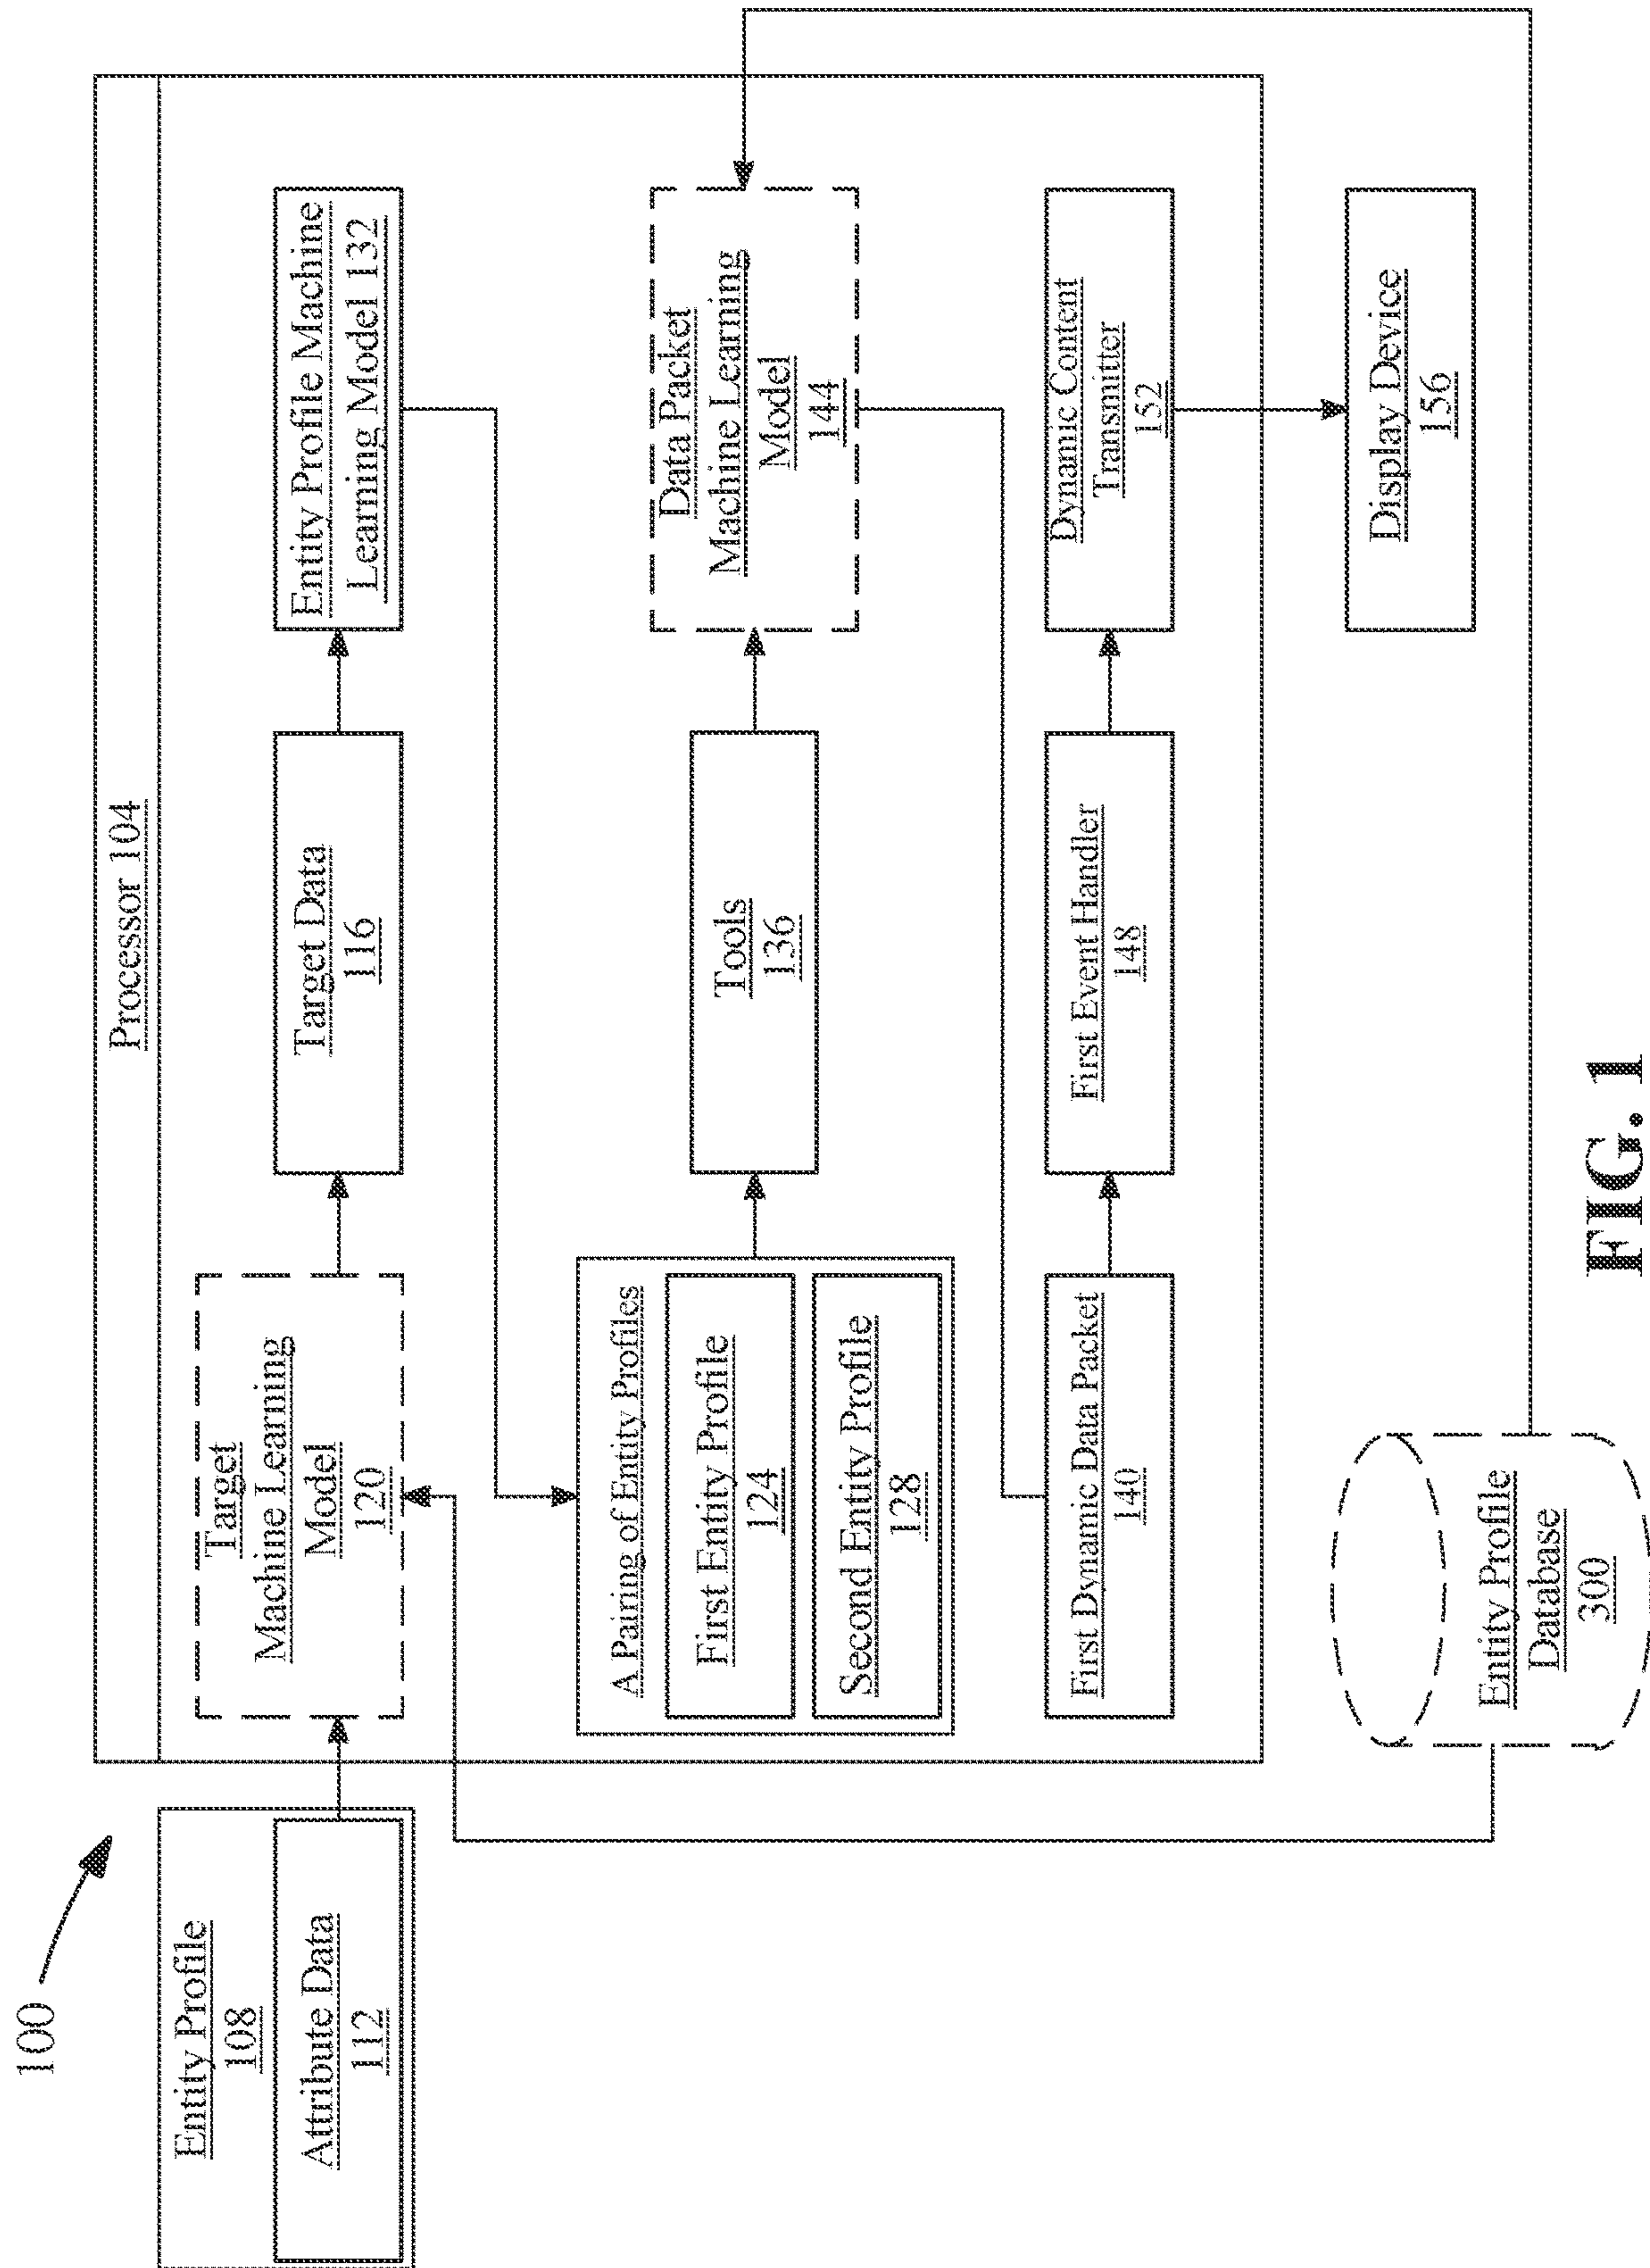 100
Processor 104
Entity Profile
108
Attribute Data
112
Target
Machine Learning
Model
120
Target Data
116
Entity Profile Machine
Learning Model 132
A Pairing of Entity Profiles
First Entity Profile
124
Second Entity Profile
128
Tools
136
Data Packet
Machine Learning
Model
144
First Dynamic Data Packet
140
First Event Handler
148
Dynamic Content
Transmitter
152
Entity Profile
Database
300
Display Device
156
FIG. 1